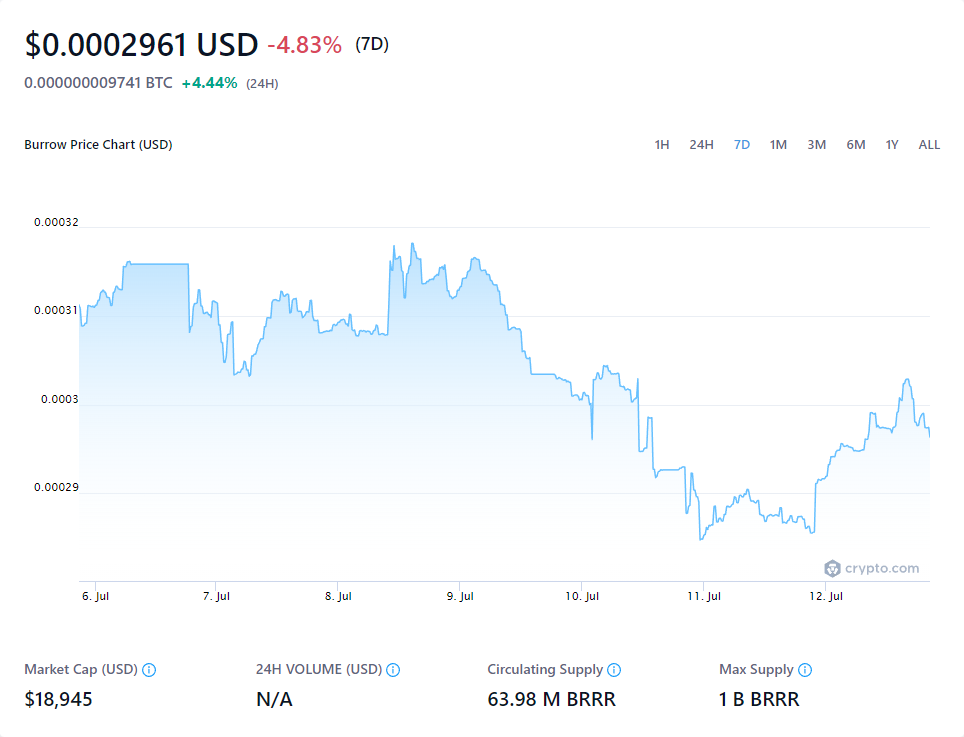 $0.0002961 USD -4.83% (7D)
0.000000009741 BTC +4.44% (24H)
Burrow Price Chart (USD) 1H 24H 7D 1M 3M 6M 1Y ALL
0.00032
0.00031
0.0003
0.00029
crypto.com
6. Jul 7. Jul 8. Jul 9. Jul 10. Jul 11. Jul 12. Jul
Market Cap (USD) 24H VOLUME (USD) Circulating Supply Max Supply
$18,945 N/A 63.98 M BRRR 1 B BRRR